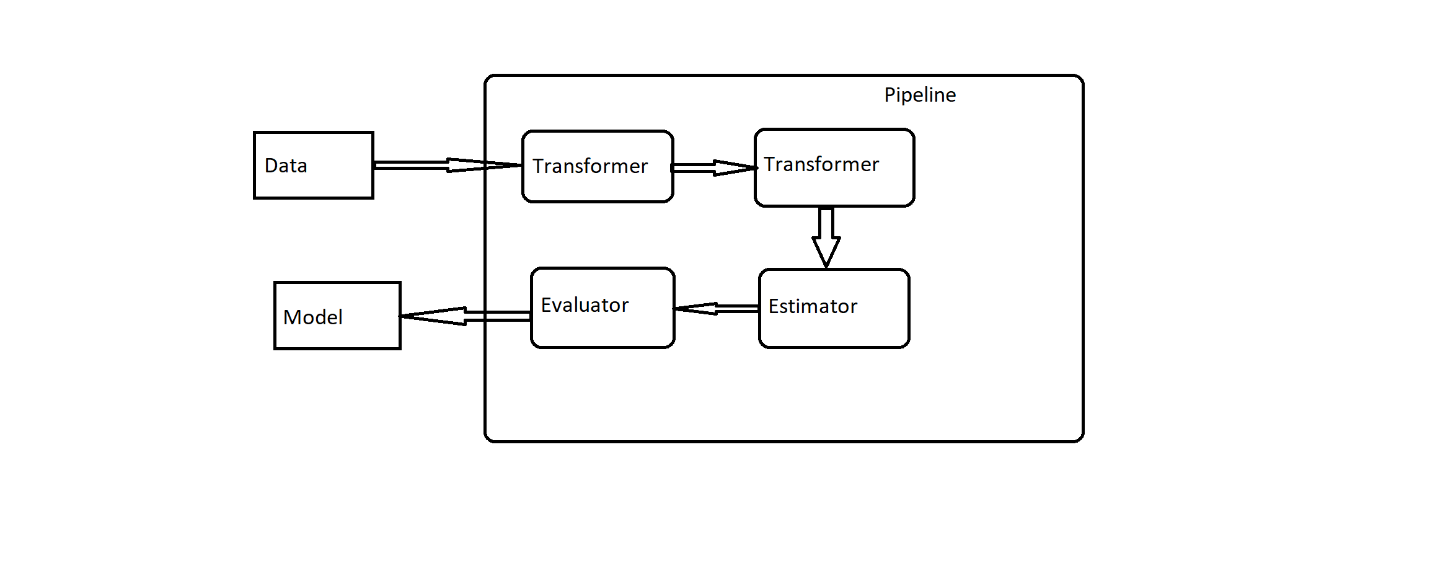 Pipeline
Data
Transformer
Transformer
Model
Evaluator
Estimator